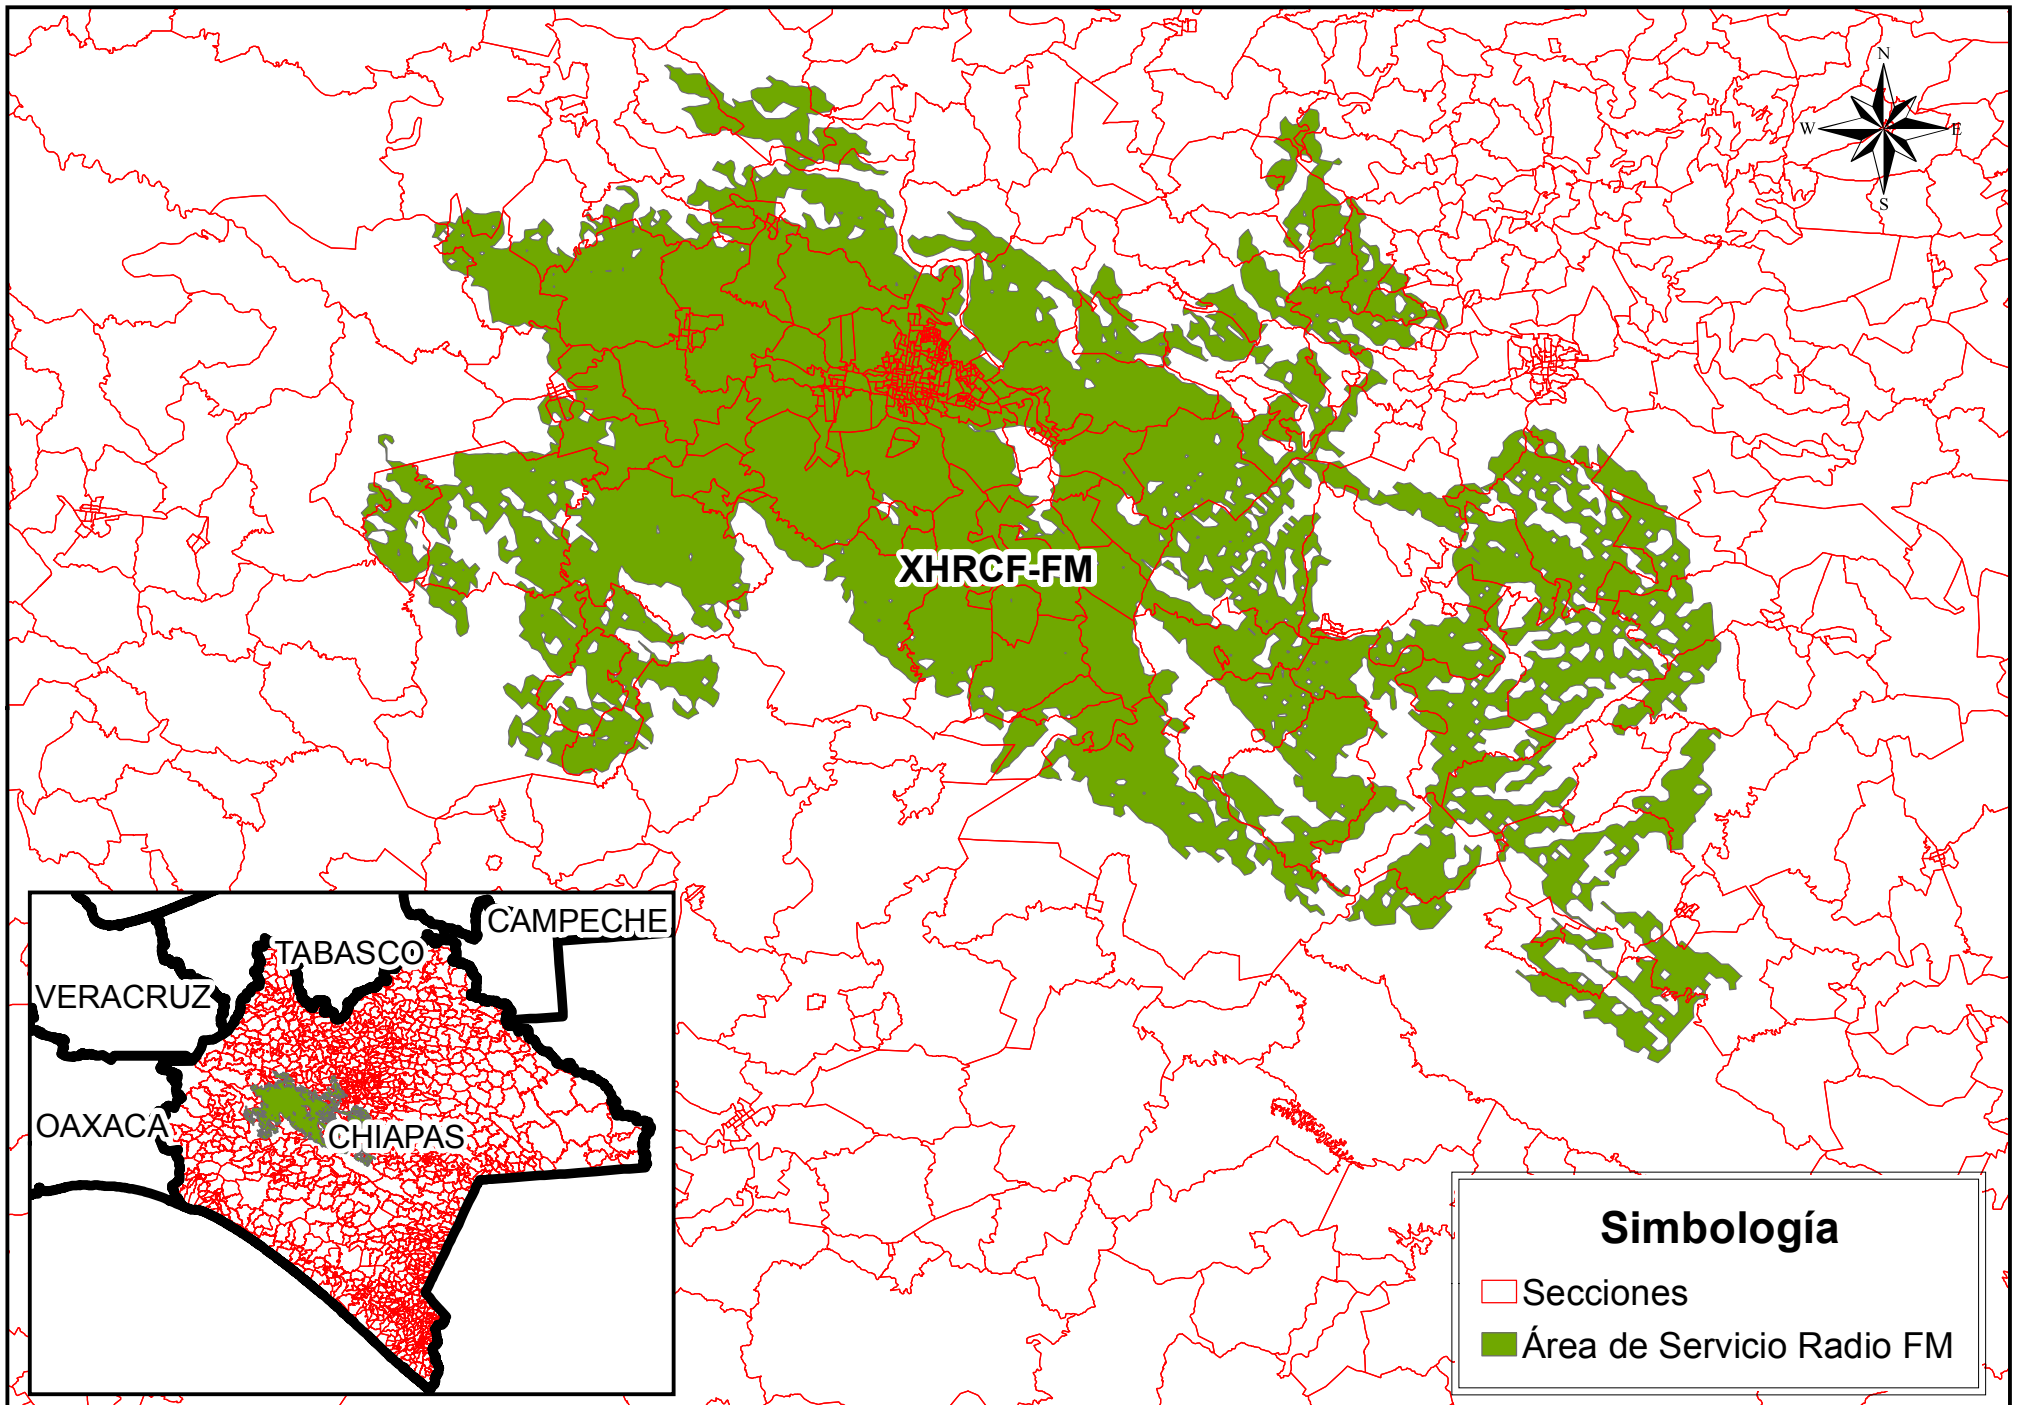 N
W
E
S
XHRCF-FM
CAMPECHE
TABASCO
VERACRUZ
OAXACA
CHIAPAS
Simbología
Secciones
Área de Servicio Radio FM